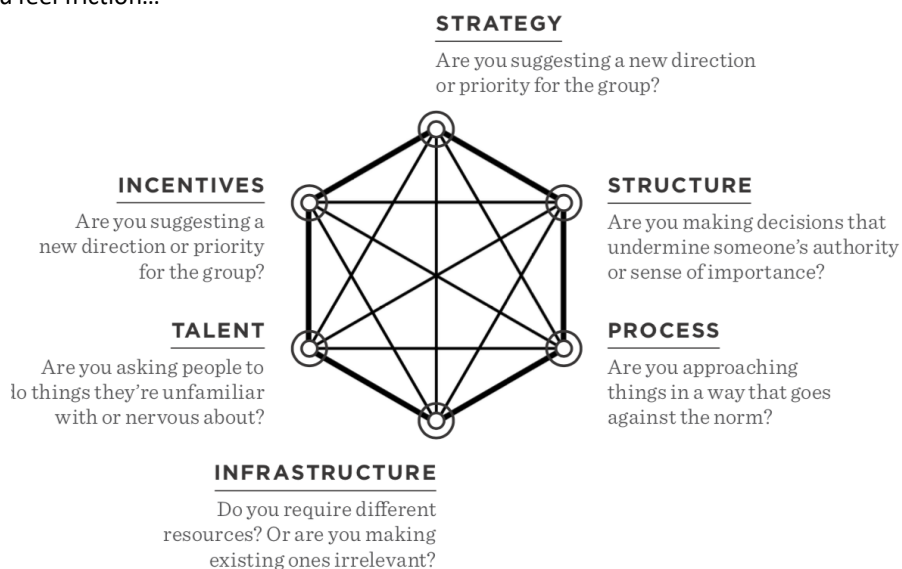 d feel friction...
STRATEGY
Are you suggesting a new direction
or priority for the group?
INCENTIVES
Are you suggesting a
new direction or priority
for the group?
STRUCTURE
Are you making decisions that
undermine someone's authority
or sense of importance?
TALENT
Are you asking people to
do things they're unfamiliar
with or nervous about?
PROCESS
Are you approaching
things in a way that goes
against the norm?
INFRASTRUCTURE
Do you require different
resources? Or are you making
existing ones irrelevant?